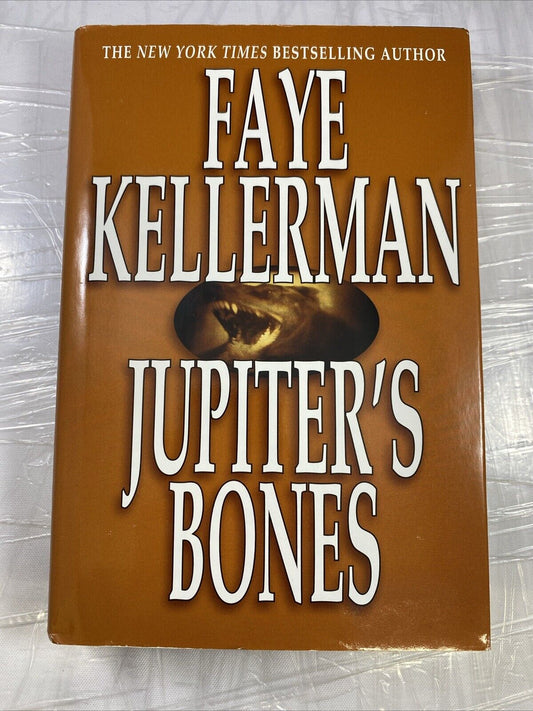 THE NEW YORK TIMES BESTSELLING AUTHOR
FAYE
KELLERMAN
JUPITER'S
BONES